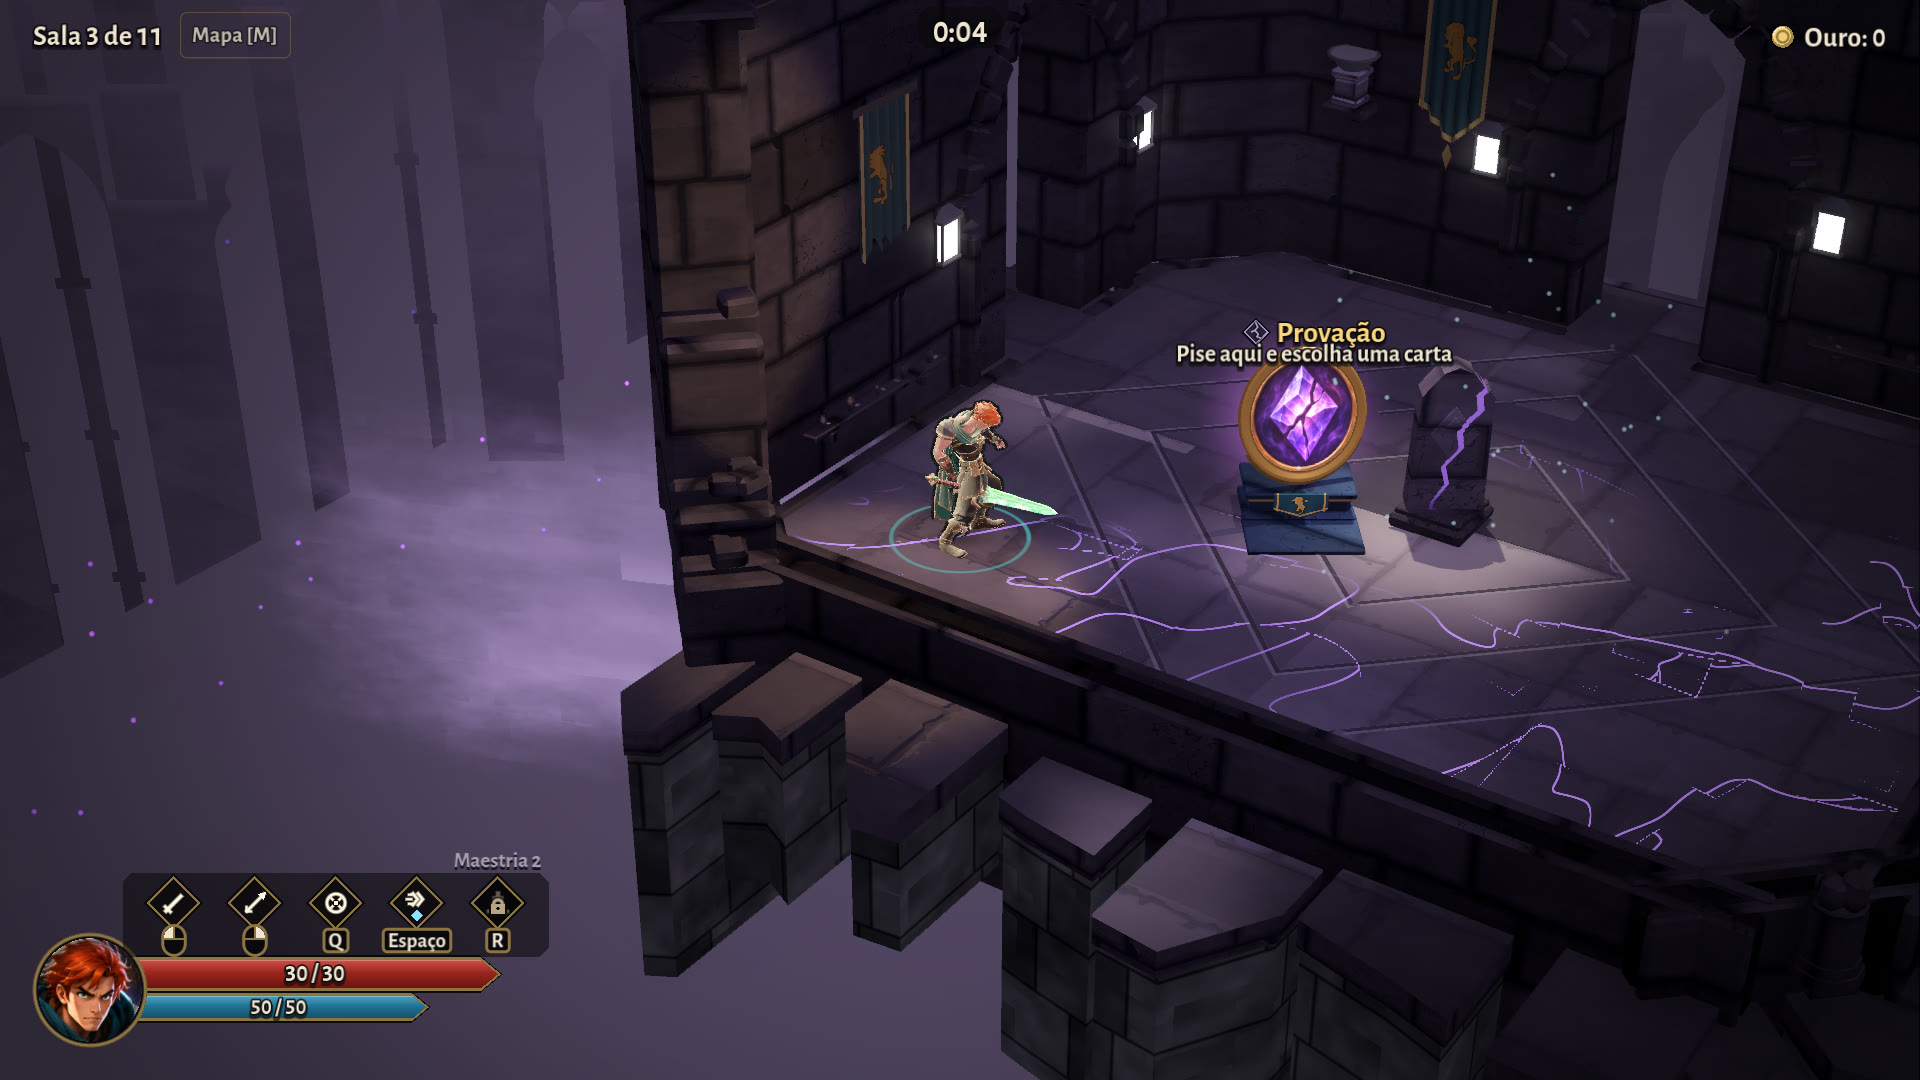 Sala 3 de 11
Mapa [M]
0:04
Ouro: 0
Provação
Pise aqui e escolha uma carta
Maestria 2
Q
Espaço
R
30/30
50/50